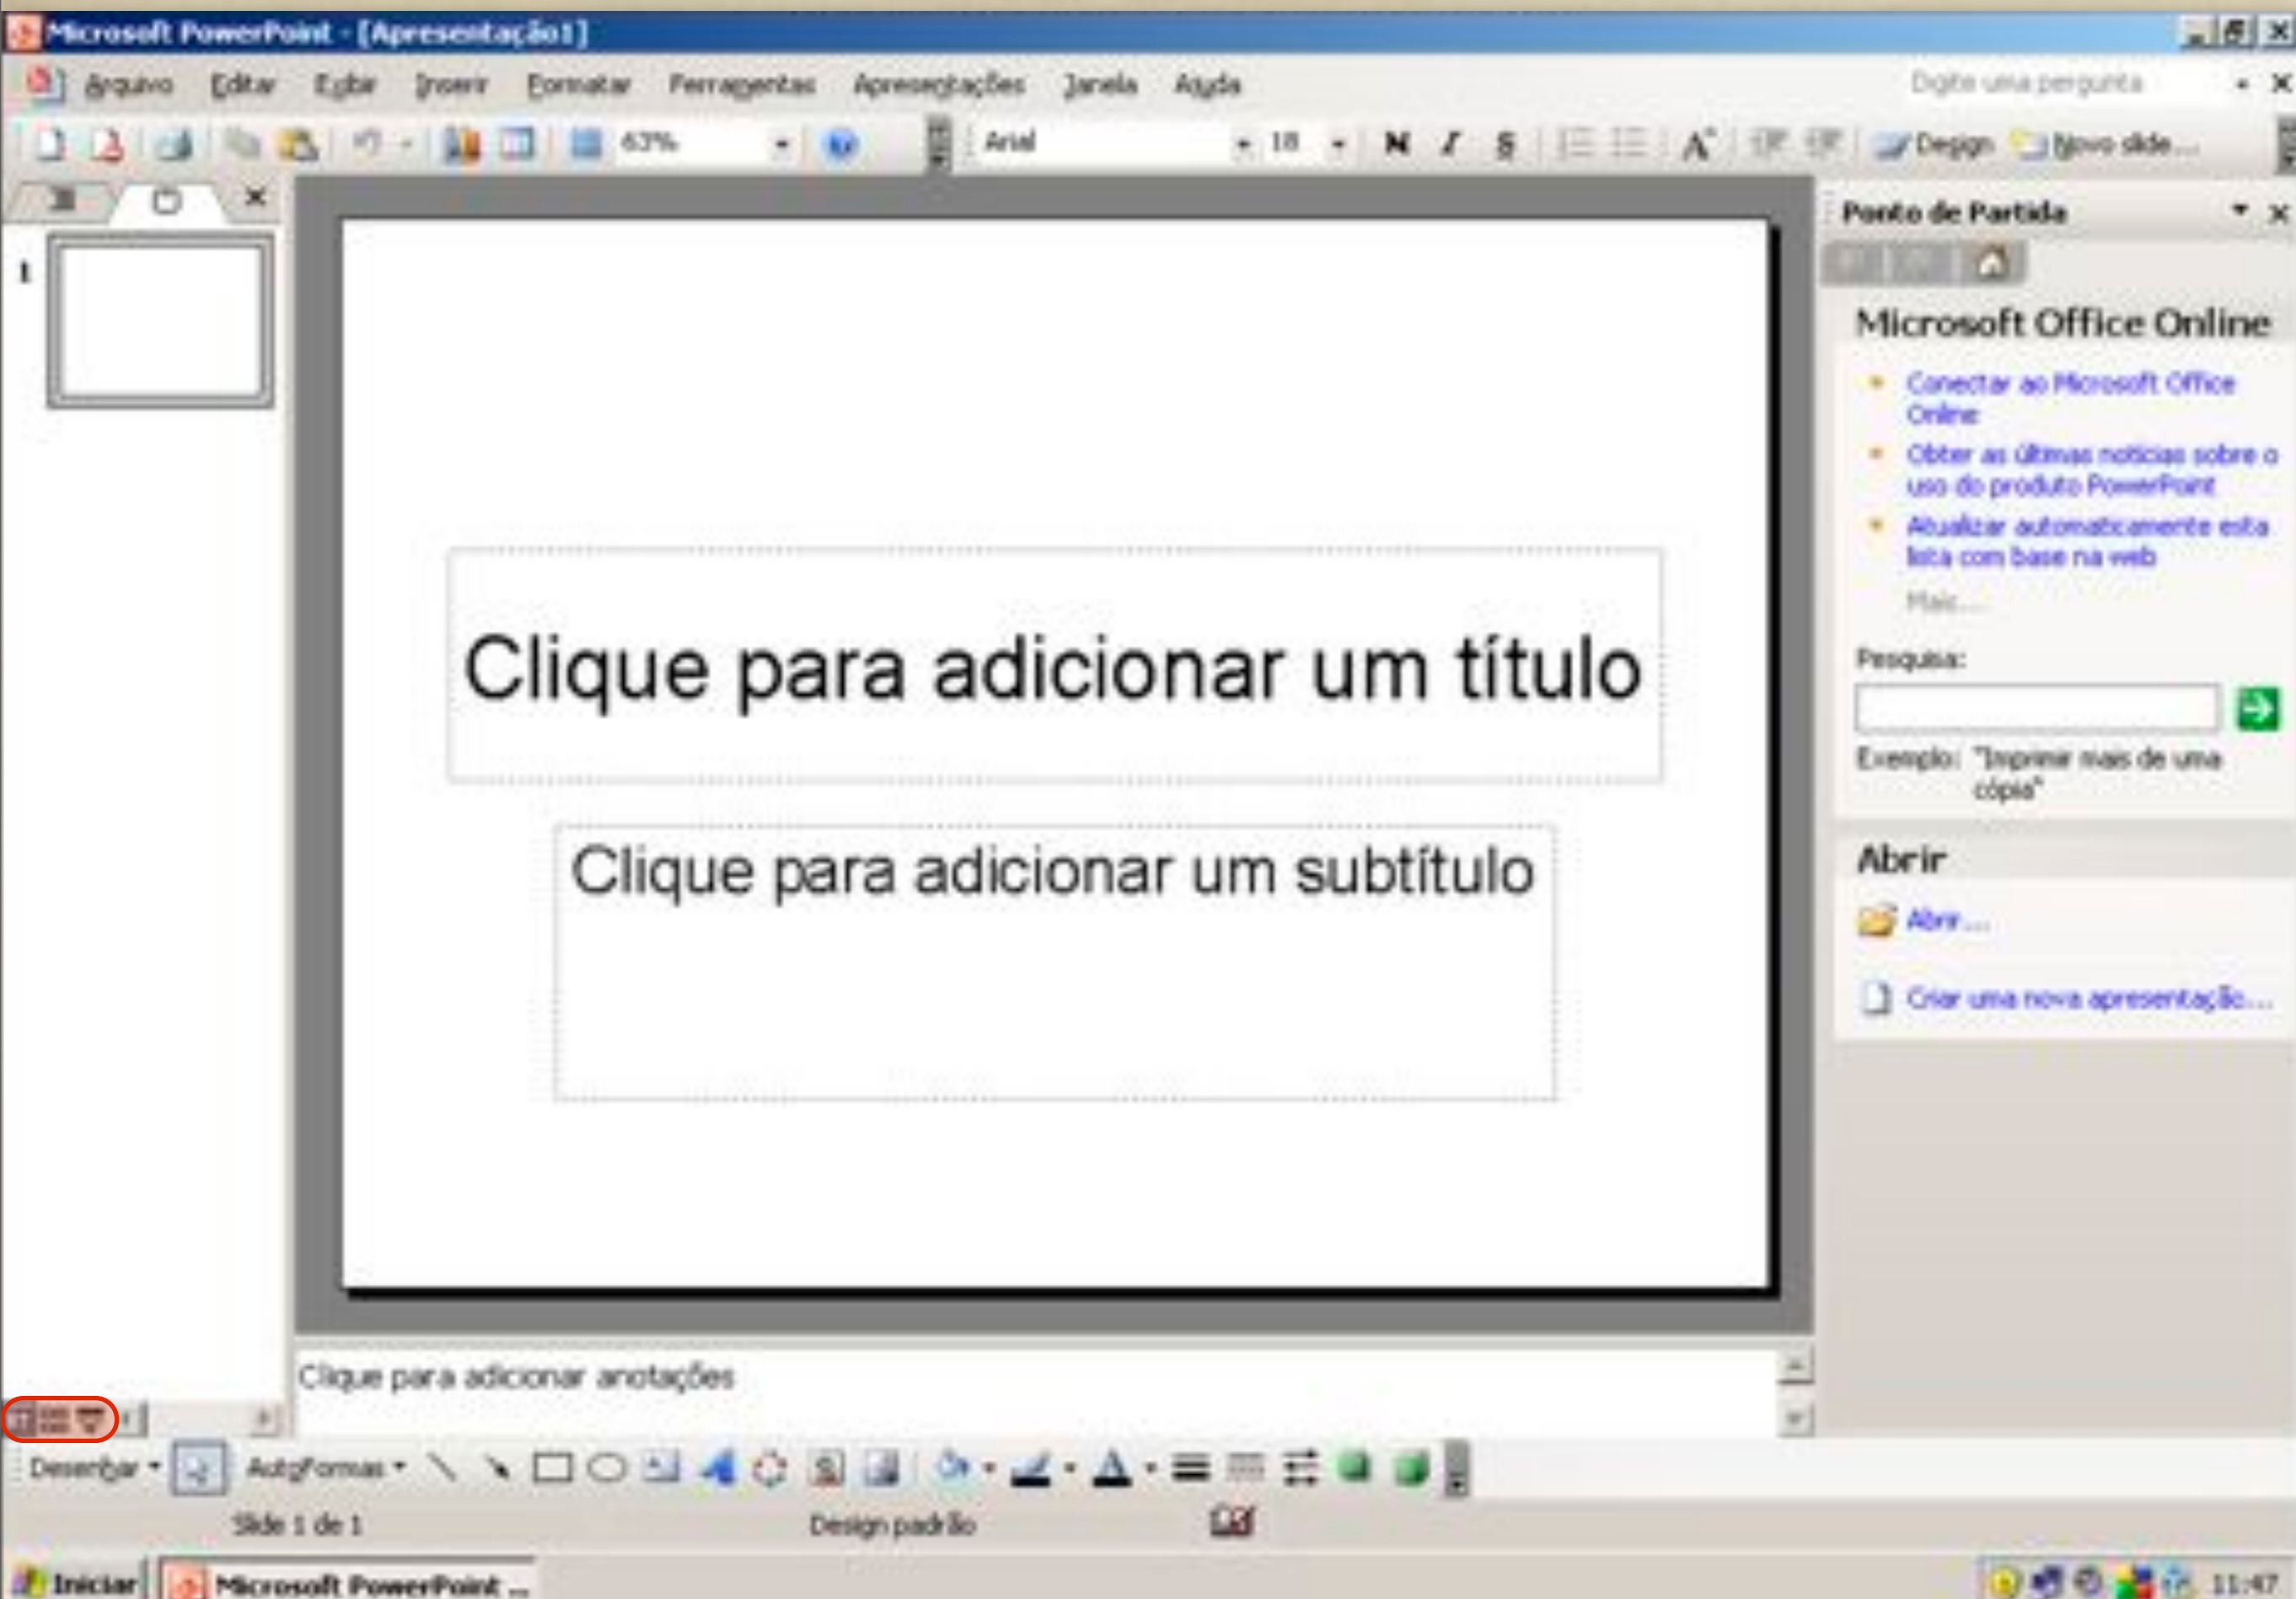 Microsoft PowerPoint - [Apresentação1]
Arquivo Editar Exibir Inserir Formatar Ferramentas Apresentações Janela Ajuda Digite uma pergunta
63% Arial 18 N I S A Design Novo slide...
Ponto de Partida
1
Microsoft Office Online
Conectar ao Microsoft Office
Online
Obter as últimas notícias sobre o
uso do produto PowerPoint
Atualizar automaticamente esta
lista com base na web
Mais...
Pesquisa:
Exemplo: "Imprimir mais de uma
cópia"
Abrir
Abrir...
Criar uma nova apresentação...
Clique para adicionar um título
Clique para adicionar um subtítulo
Clique para adicionar anotações
Desenhar AutoFormas A
Slide 1 de 1 Design padrão
Iniciar Microsoft PowerPoint ... 11:47